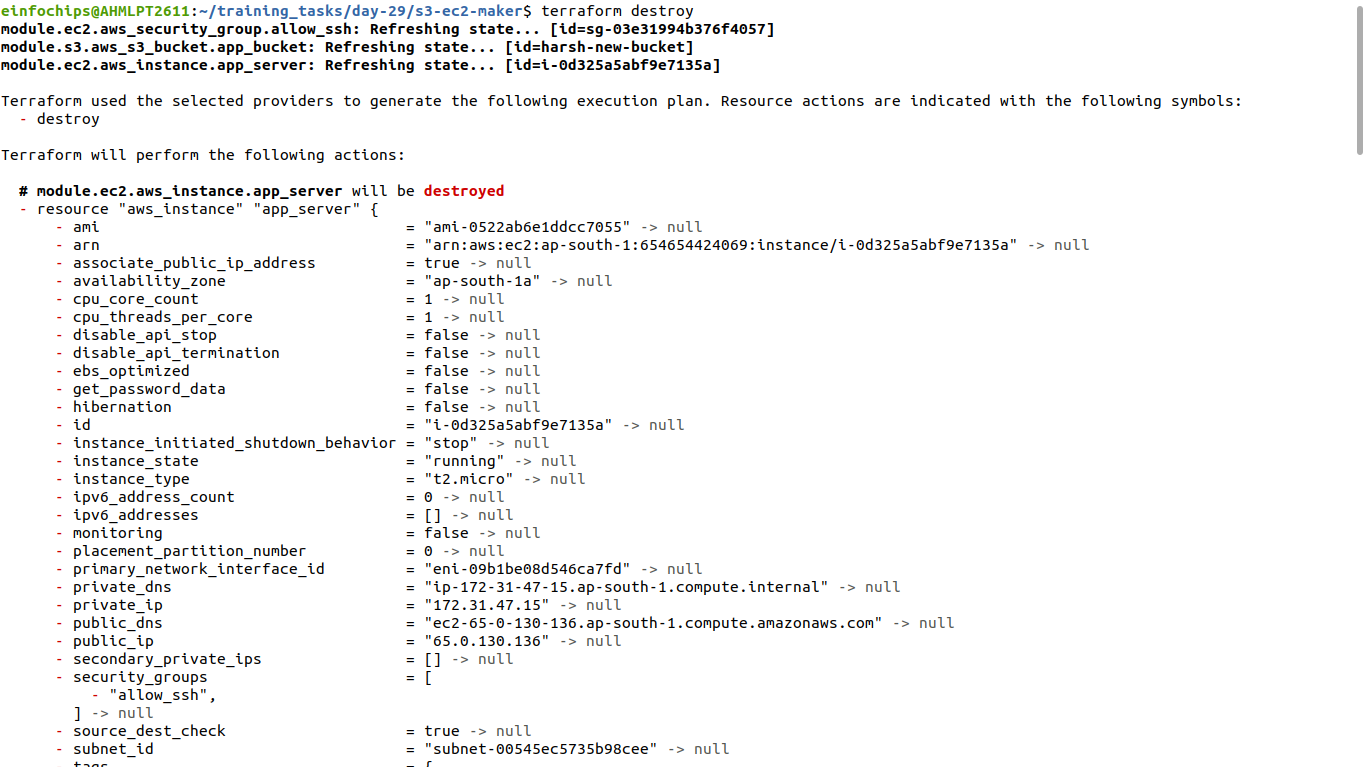 einfochips@AHMLPT2611:~/training_tasks/day-29/s3-ec2-maker$ terraform destroy
module.ec2.aws_security_group.allow_ssh: Refreshing state... [id=sg-03e31994b376f4057]
module.s3.aws_s3_bucket.app_bucket: Refreshing state... [id=harsh-new-bucket]
module.ec2.aws_instance.app_server: Refreshing state... [id=i-0d325a5abf9e7135a]
Terraform used the selected providers to generate the following execution plan. Resource actions are indicated with the following symbols:
  - destroy
Terraform will perform the following actions:
  # module.ec2.aws_instance.app_server will be destroyed
  - resource "aws_instance" "app_server" {
      - ami                                  = "ami-0522ab6e1ddcc7055" -> null
      - arn                                  = "arn:aws:ec2:ap-south-1:654654424069:instance/i-0d325a5abf9e7135a" -> null
      - associate_public_ip_address          = true -> null
      - availability_zone                    = "ap-south-1a" -> null
      - cpu_core_count                       = 1 -> null
      - cpu_threads_per_core                 = 1 -> null
      - disable_api_stop                     = false -> null
      - disable_api_termination              = false -> null
      - ebs_optimized                        = false -> null
      - get_password_data                    = false -> null
      - hibernation                          = false -> null
      - id                                   = "i-0d325a5abf9e7135a" -> null
      - instance_initiated_shutdown_behavior = "stop" -> null
      - instance_state                       = "running" -> null
      - instance_type                        = "t2.micro" -> null
      - ipv6_address_count                   = 0 -> null
      - ipv6_addresses                       = [] -> null
      - monitoring                           = false -> null
      - placement_partition_number           = 0 -> null
      - primary_network_interface_id         = "eni-09b1be08d546ca7fd" -> null
      - private_dns                          = "ip-172-31-47-15.ap-south-1.compute.internal" -> null
      - private_ip                           = "172.31.47.15" -> null
      - public_dns                           = "ec2-65-0-130-136.ap-south-1.compute.amazonaws.com" -> null
      - public_ip                            = "65.0.130.136" -> null
      - secondary_private_ips                = [] -> null
      - security_groups                      = [
          - "allow_ssh",
        ] -> null
      - source_dest_check                    = true -> null
      - subnet_id                            = "subnet-00545ec5735b98cee" -> null
      - tags                                 = {